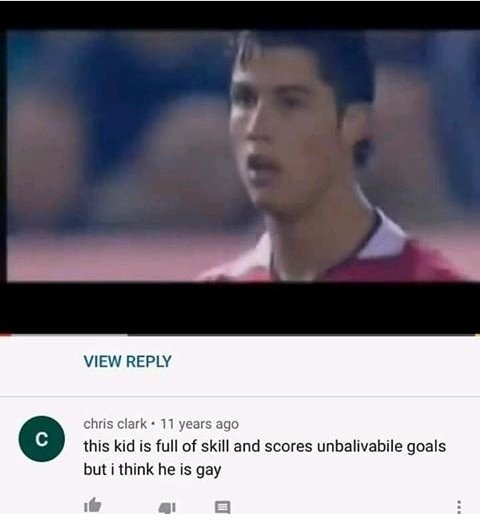 VIEW REPLY
C
chris clark • 11 years ago
this kid is full of skill and scores unbalivabile goals
but i think he is gay